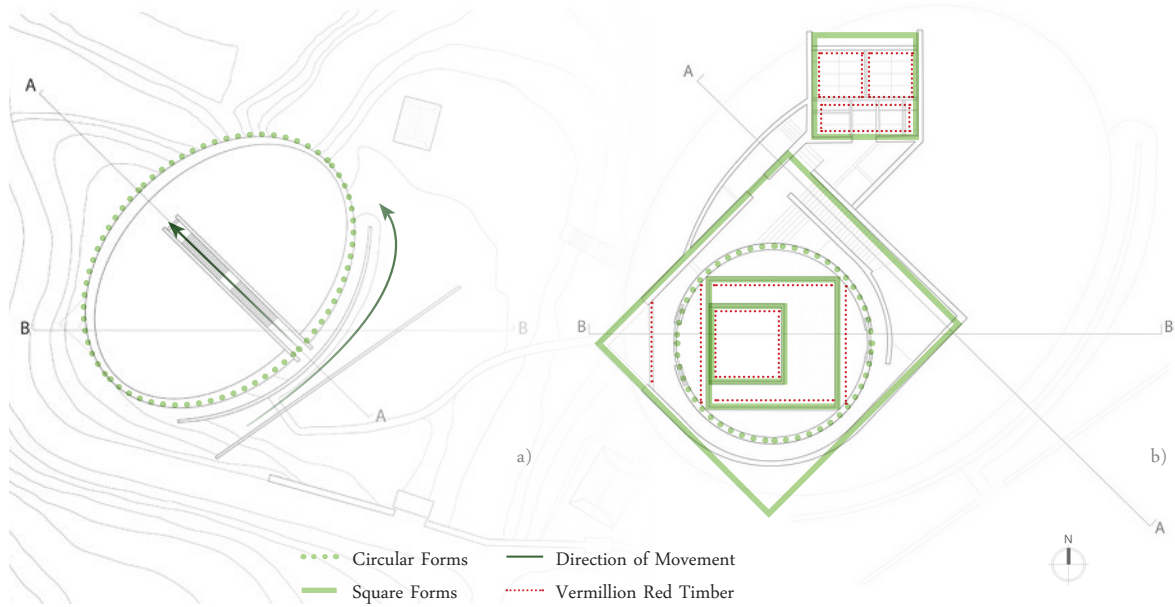 A
A
B
B
A
a)
A
B
B
b)
A
N
Circular Forms
Direction of Movement
Square Forms
Vermillion Red Timber